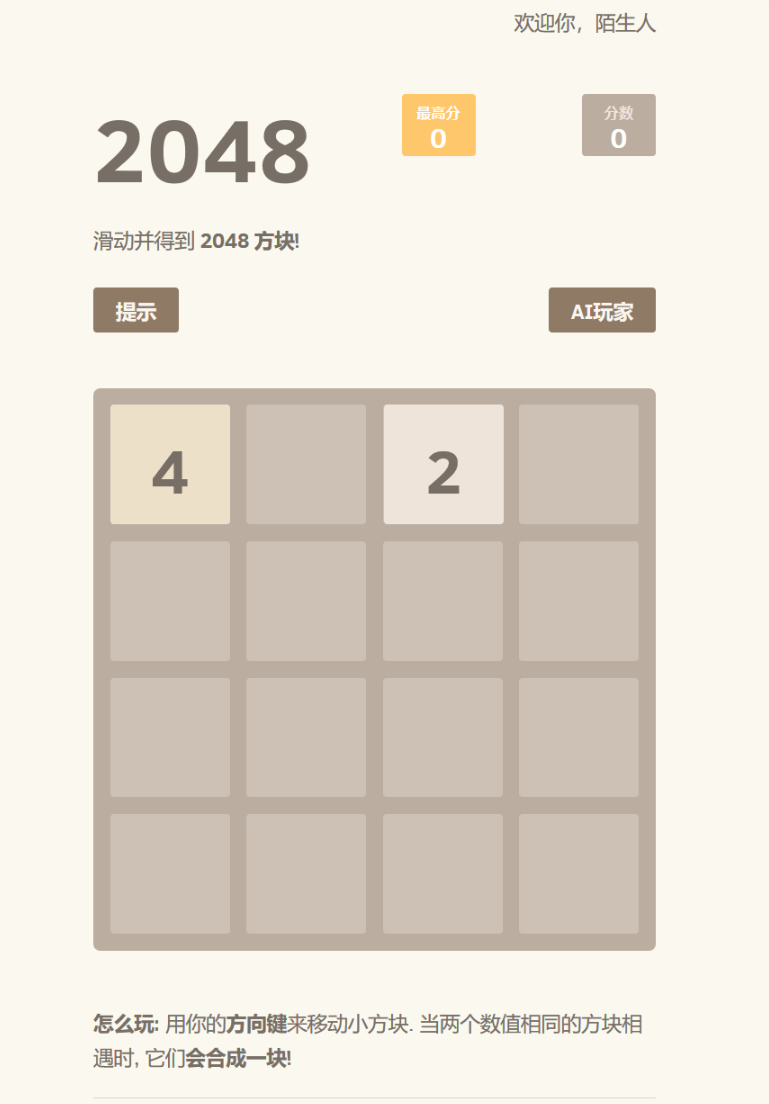 欢迎你，陌生人
2048
最高分
0
分数
0
滑动并得到 2048 方块!
提示
AI玩家
4
2
怎么玩: 用你的方向键来移动小方块. 当两个数值相同的方块相
遇时, 它们会合成一块!